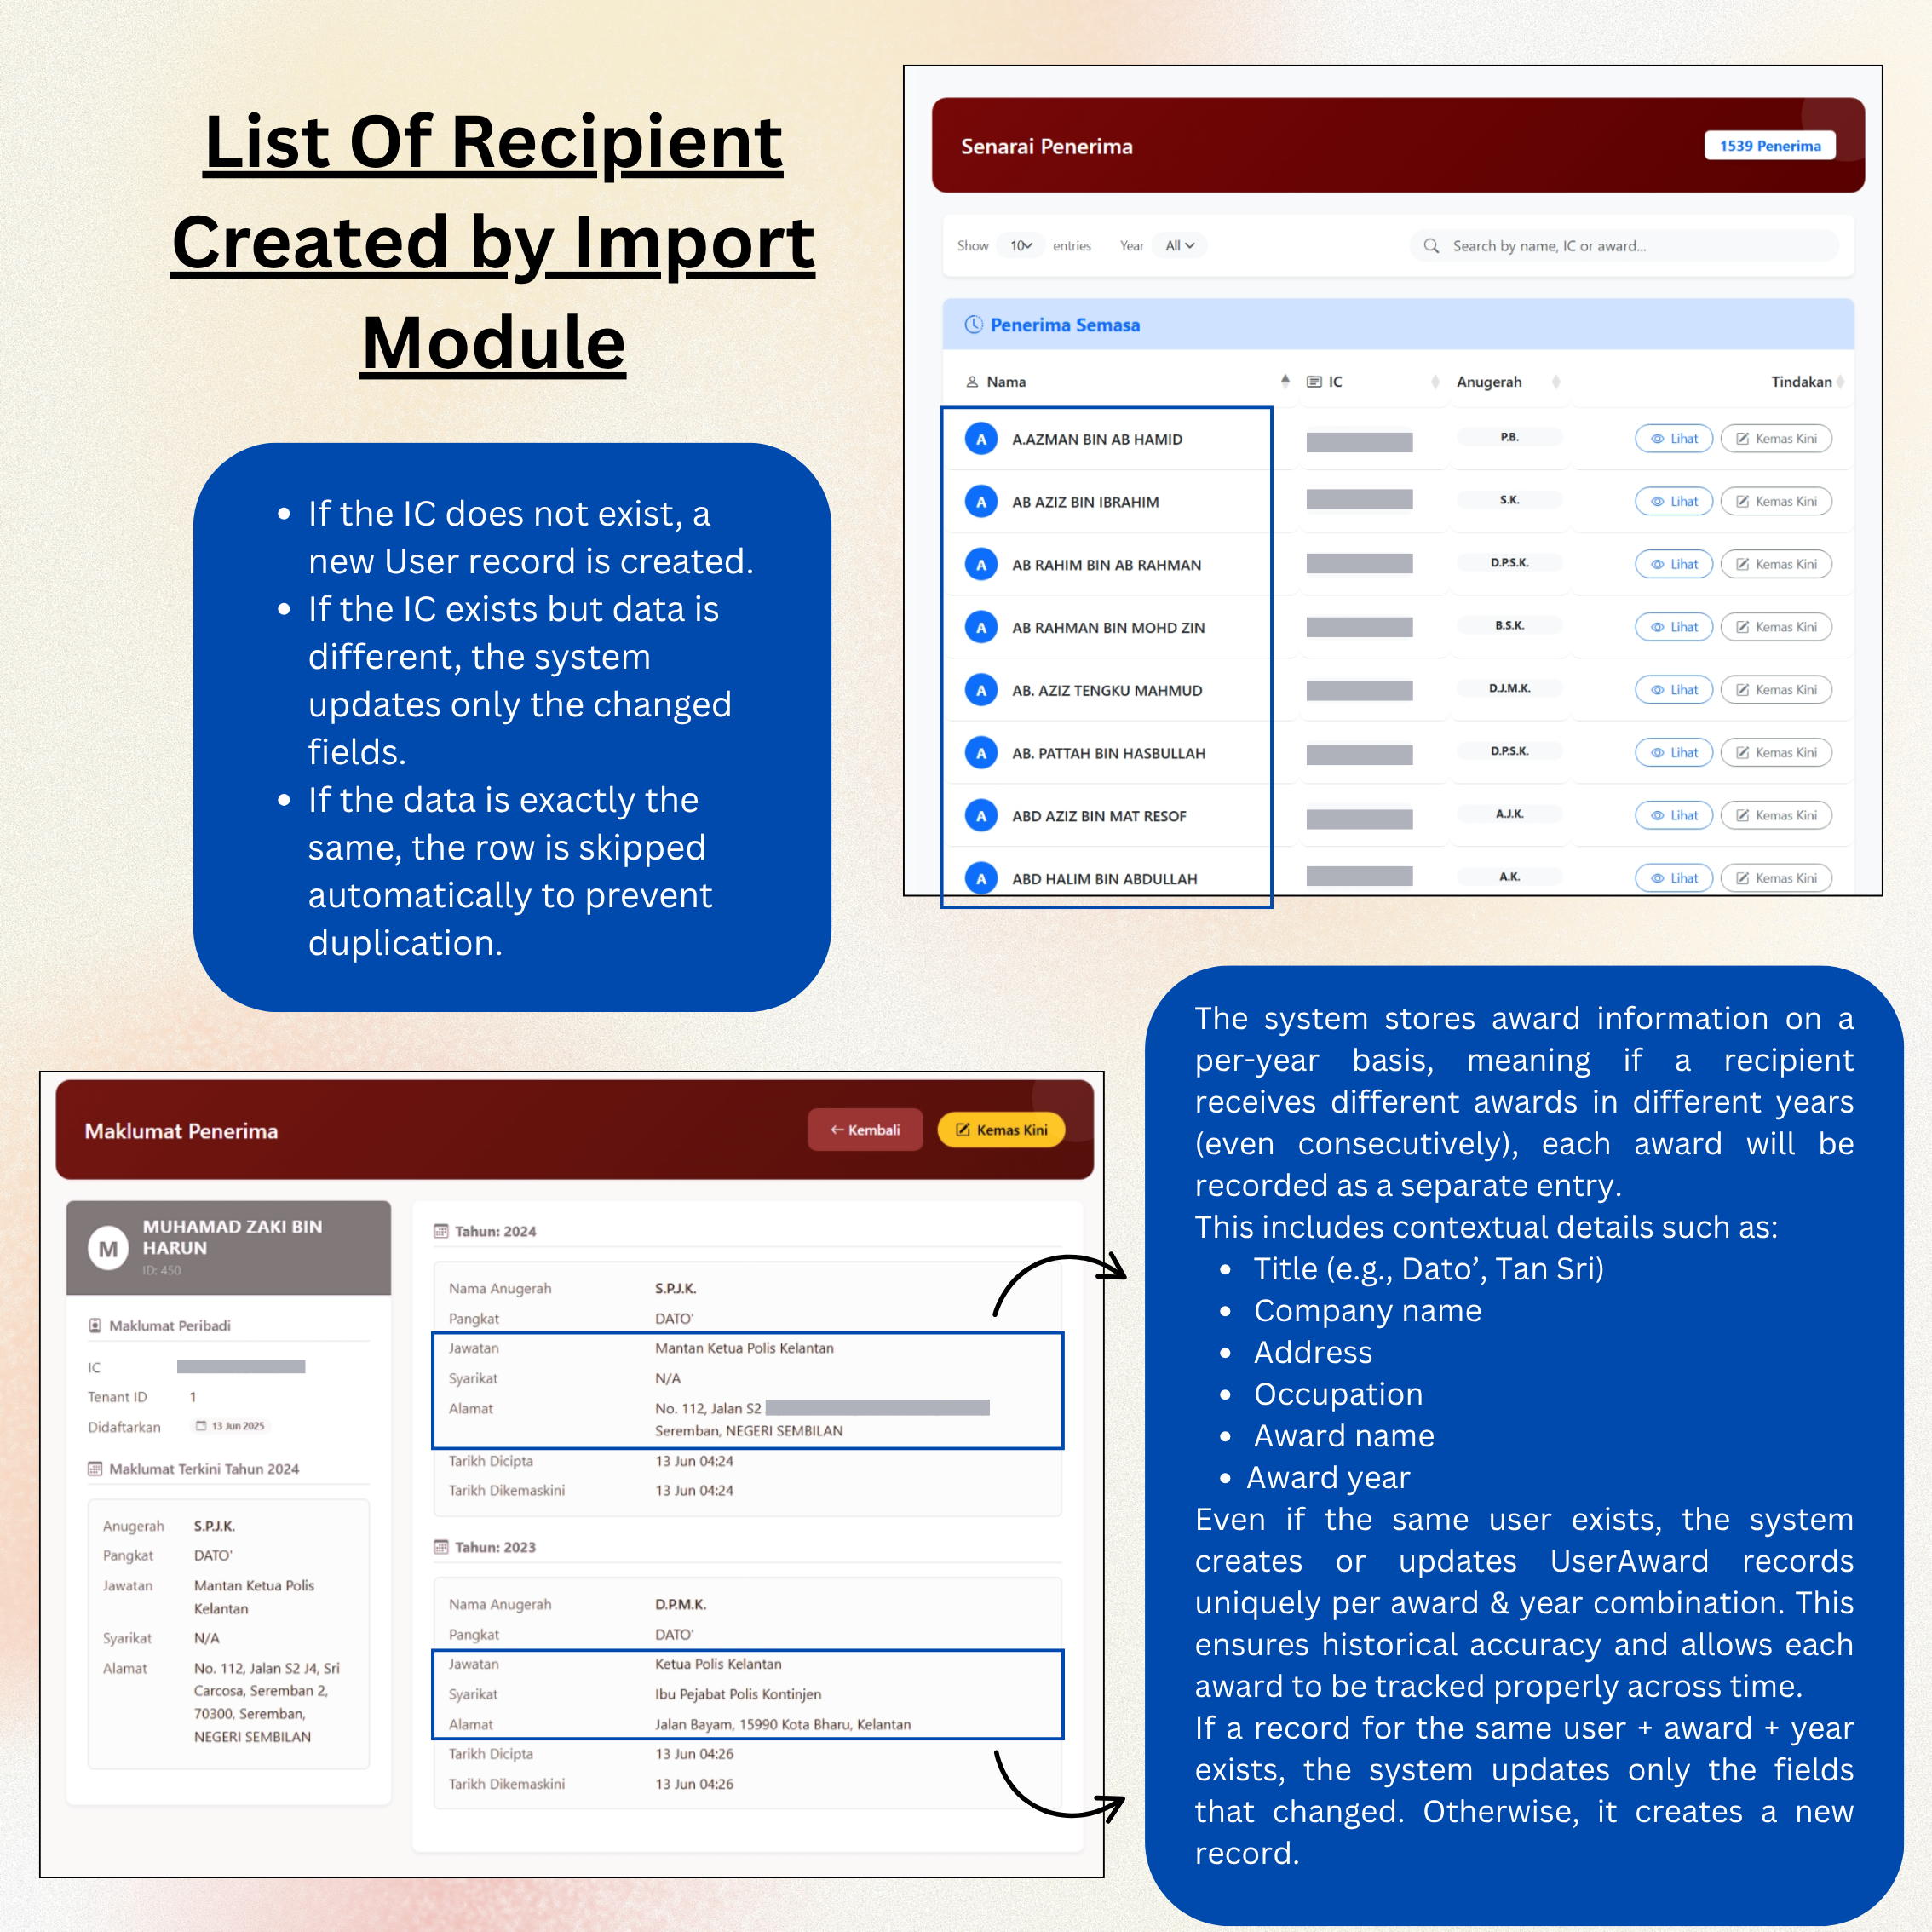 List Of Recipient
Created by Import
Module
If the IC does not exist, a
new User record is created.
If the IC exists but data is
different, the system
updates only the changed
fields.
If the data is exactly the
same, the row is skipped
automatically to prevent
duplication.
Senarai Penerima
1539 Penerima
Show 10 entries Year All
Search by name, IC or award...
Penerima Semasa
Nama IC Anugerah Tindakan
A A.AZMAN BIN AB HAMID P.B. Lihat Kemas Kini
A AB AZIZ BIN IBRAHIM S.K. Lihat Kemas Kini
A AB RAHIM BIN AB RAHMAN D.P.S.K. Lihat Kemas Kini
A AB RAHMAN BIN MOHD ZIN B.S.K. Lihat Kemas Kini
A AB. AZIZ TENGKU MAHMUD D.J.M.K. Lihat Kemas Kini
A AB. PATTAH BIN HASBULLAH D.P.S.K. Lihat Kemas Kini
A ABD AZIZ BIN MAT RESOF A.J.K. Lihat Kemas Kini
A ABD HALIM BIN ABDULLAH A.K. Lihat Kemas Kini
Maklumat Penerima
← Kembali
Kemas Kini
M
MUHAMAD ZAKI BIN
HARUN
ID: 450
Maklumat Peribadi
IC
Tenant ID 1
Didaftarkan 13 Jun 2025
Maklumat Terkini Tahun 2024
Anugerah S.P.J.K.
Pangkat DATO'
Jawatan Mantan Ketua Polis
Kelantan
Syarikat N/A
Alamat No. 112, Jalan S2 J4, Sri
Carcosa, Seremban 2,
70300, Seremban,
NEGERI SEMBILAN
Tahun: 2024
Nama Anugerah S.P.J.K.
Pangkat DATO'
Jawatan Mantan Ketua Polis Kelantan
Syarikat N/A
Alamat No. 112, Jalan S2
Seremban, NEGERI SEMBILAN
Tarikh Dicipta 13 Jun 04:24
Tarikh Dikemaskini 13 Jun 04:24
Tahun: 2023
Nama Anugerah D.P.M.K.
Pangkat DATO'
Jawatan Ketua Polis Kelantan
Syarikat Ibu Pejabat Polis Kontinjen
Alamat Jalan Bayam, 15990 Kota Bharu, Kelantan
Tarikh Dicipta 13 Jun 04:26
Tarikh Dikemaskini 13 Jun 04:26
The system stores award information on a
per-year basis, meaning if a recipient
receives different awards in different years
(even consecutively), each award will be
recorded as a separate entry.
This includes contextual details such as:
Title (e.g., Dato’, Tan Sri)
Company name
Address
Occupation
Award name
Award year
Even if the same user exists, the system
creates or updates UserAward records
uniquely per award & year combination. This
ensures historical accuracy and allows each
award to be tracked properly across time.
If a record for the same user + award + year
exists, the system updates only the fields
that changed. Otherwise, it creates a new
record.